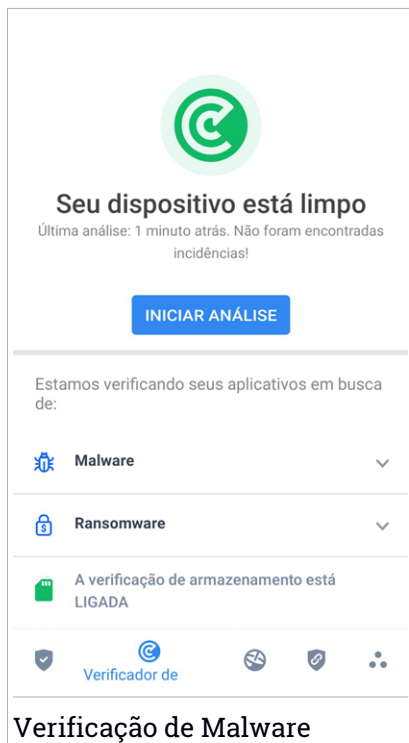 Seu dispositivo está limpo
Última análise: 1 minuto atrás. Não foram encontradas
incidências!
INICIAR ANÁLISE
Estamos verificando seus aplicativos em busca
de:
Malware
Ransomware
A verificação de armazenamento está
LIGADA
Verificador de
Verificação de Malware